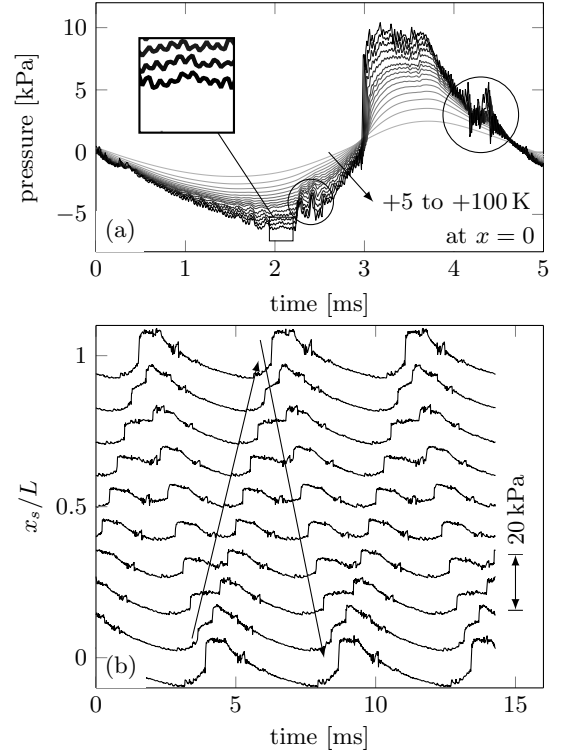 10
5
0
−5
pressure [kPa]
+5 to +100 K
at x = 0
(a)
0 1 2 3 4 5
time [ms]
1
0.5
0
x_s/L
20 kPa
(b)
0 5 10 15
time [ms]